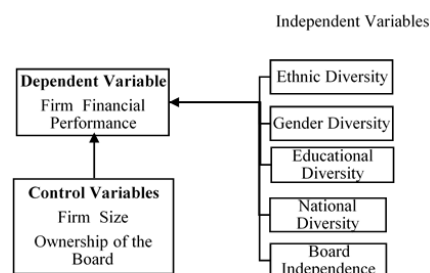 Independent Variables
Dependent Variable
Firm Financial
Performance
Control Variables
Firm Size
Ownership of the
Board
Ethnic Diversity
Gender Diversity
Educational
Diversity
National
Diversity
Board
Independence